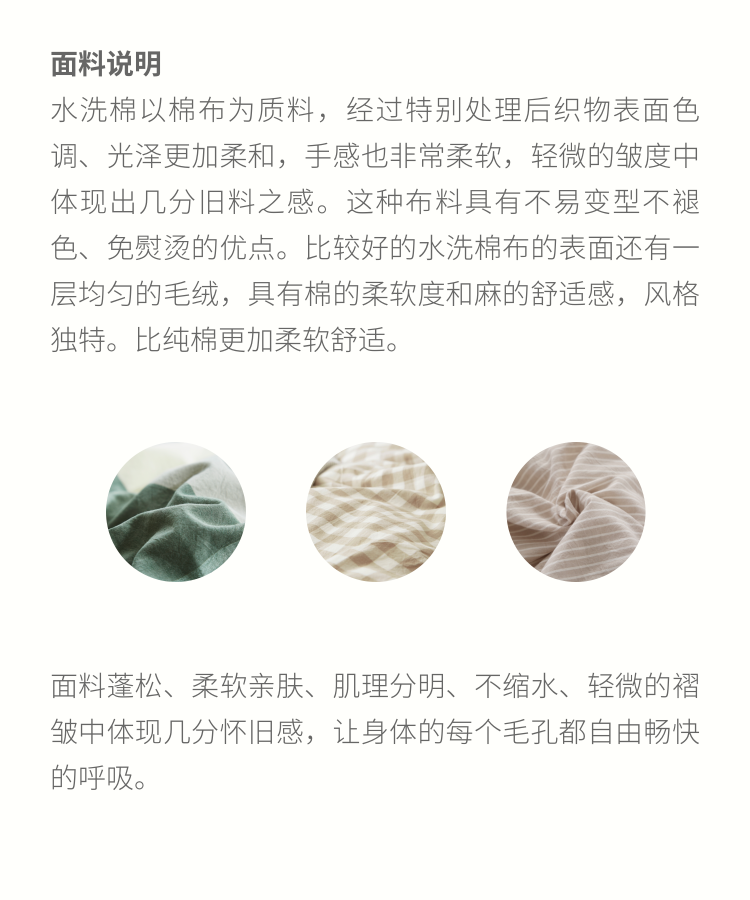 面料说明
水洗棉以棉布为质料，经过特别处理后织物表面色
调、光泽更加柔和，手感也非常柔软，轻微的皱度中
体现出几分旧料之感。这种布料具有不易变型不褪
色、免熨烫的优点。比较好的水洗棉布的表面还有一
层均匀的毛绒，具有棉的柔软度和麻的舒适感，风格
独特。比纯棉更加柔软舒适。
面料蓬松、柔软亲肤、肌理分明、不缩水、轻微的褶
皱中体现几分怀旧感，让身体的每个毛孔都自由畅快
的呼吸。